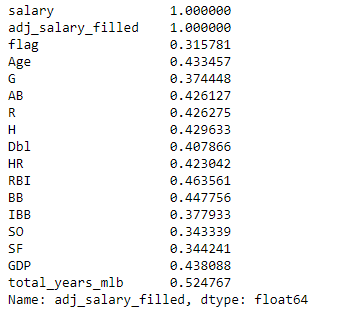 salary 1.000000
adj_salary_filled 1.000000
flag 0.315781
Age 0.433457
G 0.374448
AB 0.426127
R 0.426275
H 0.429633
Dbl 0.407866
HR 0.423042
RBI 0.463561
BB 0.447756
IBB 0.377933
SO 0.343339
SF 0.344241
GDP 0.438088
total_years_mlb 0.524767
Name: adj_salary_filled, dtype: float64